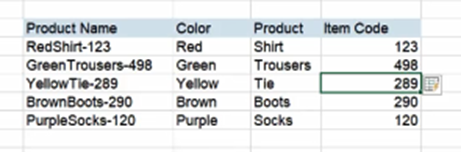 Product Name Color Product Item Code
RedShirt-123 Red Shirt 123
GreenTrousers-498 Green Trousers 498
YellowTie-289 Yellow Tie 289
BrownBoots-290 Brown Boots 290
PurpleSocks-120 Purple Socks 120